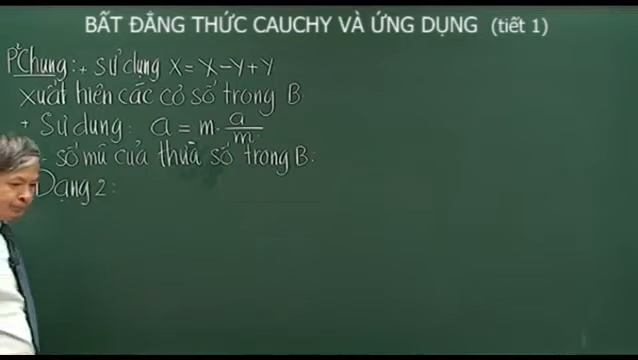 BẤT ĐẲNG THỨC CAUCHY VÀ ỨNG DỤNG (tiết 1)
P² Chung: + Sử dụng x = x - y + y
xuất hiện các cơ số trong B
+ Sử dụng: a = m. a/m
- số mũ của thừa số trong B.
Dạng 2: